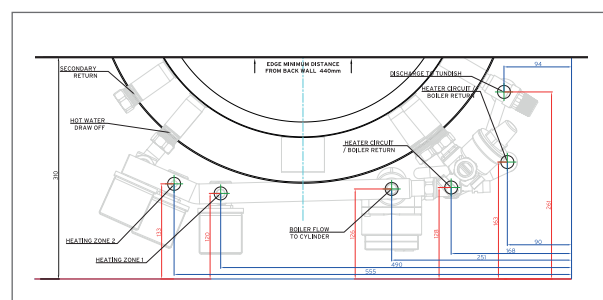 EDGE MINIMUM DISTANCE
FROM BACK WALL 440mm
SECONDARY
RETURN
DISCHARGE TO TUNDISH
94
HEATER CIRCUIT /
BOILER RETURN
HOT WATER
DRAW OFF
HEATER CIRCUIT
/ BOILER RETURN
310
133
120
126
128
163
261
HEATING ZONE 2
HEATING ZONE 1
BOILER FLOW
TO CYLINDER
90
168
251
490
555